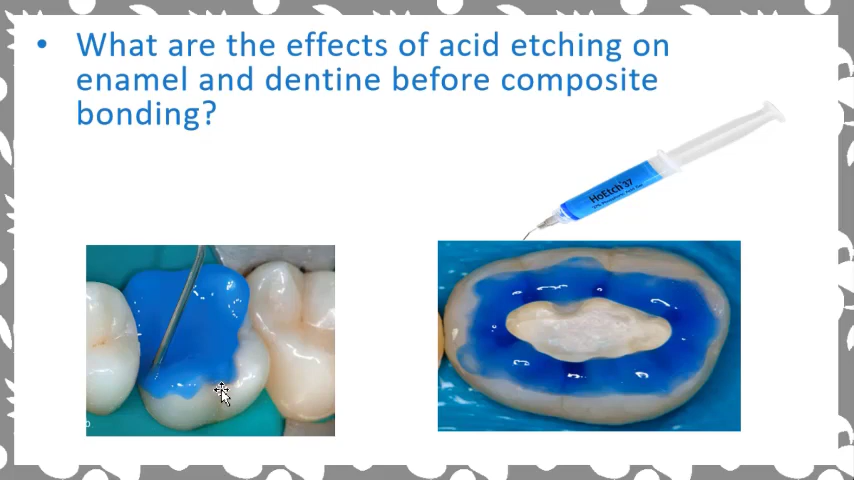 • What are the effects of acid etching on
enamel and dentine before composite
bonding?
HoEtch'37